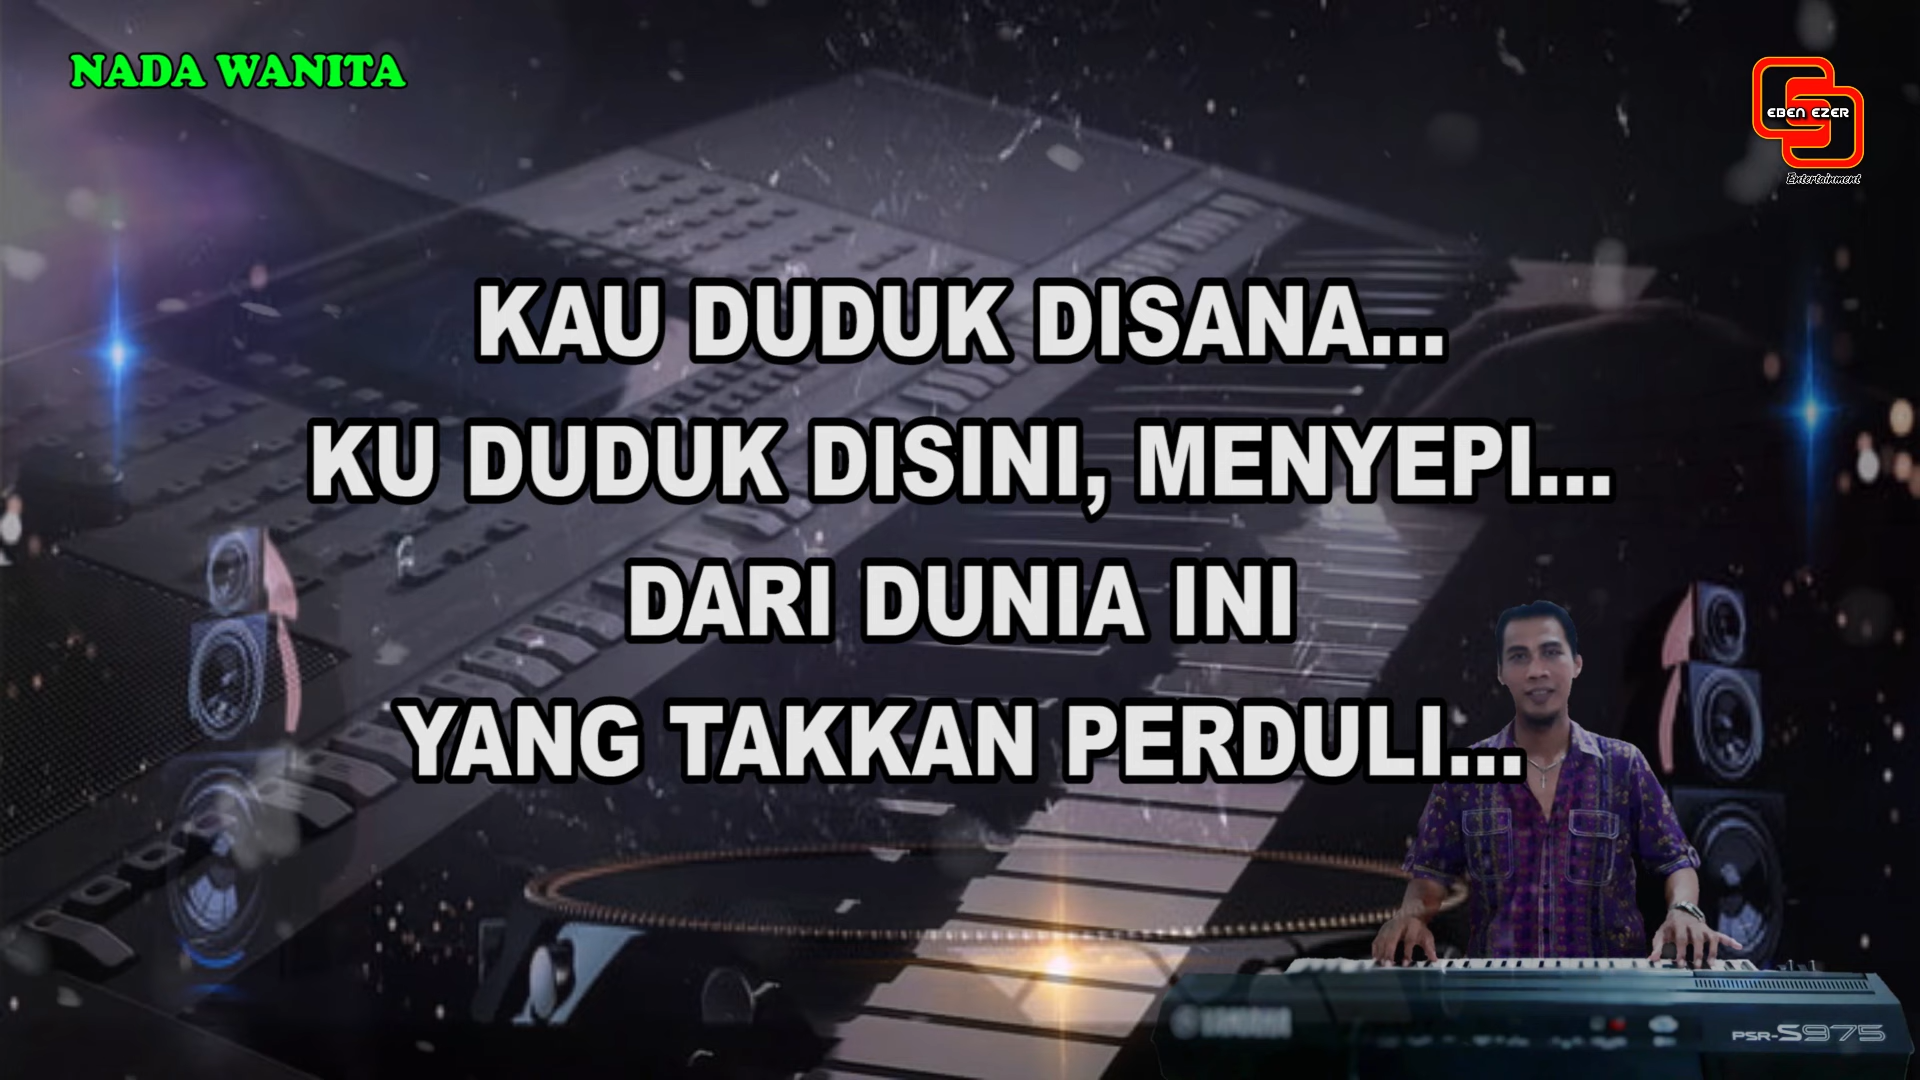 NADA WANITA
EBEN EZER
Entertainment
KAU DUDUK DISANA...
KU DUDUK DISINI, MENYEPI...
DARI DUNIA INI
YANG TAKKAN PERDULI...
YAMAHA
PSR-S975